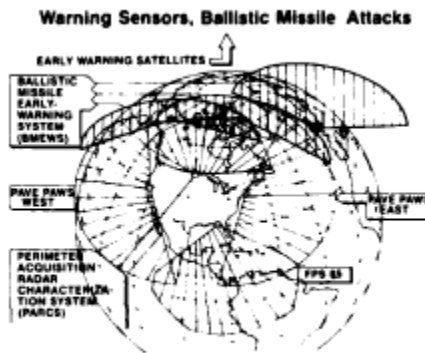 Warning Sensors, Ballistic Missile Attacks
EARLY WARNING SATELLITES
BALLISTIC
MISSILE
EARLY-
WARNING
SYSTEM
(BMEWS)
PAVE PAWS
WEST
PAVE PAWS
EAST
PERIMETER
ACQUISITION
RADAR
CHARACTERIZA-
TION SYSTEM
(PARCS)
FPS 85